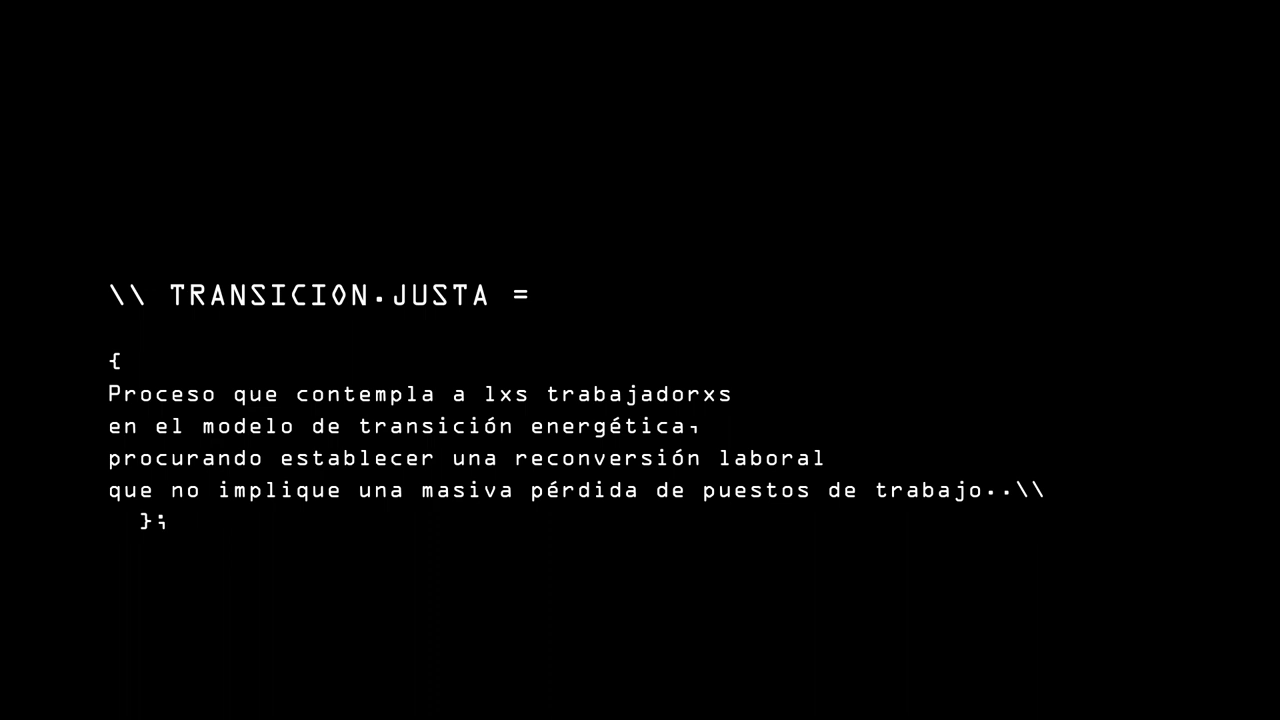 \\ TRANSICION.JUSTA =
{
Proceso que contempla a lxs trabajadorxs
en el modelo de transición energética,
procurando establecer una reconversión laboral
que no implique una masiva pérdida de puestos de trabajo..\\
};